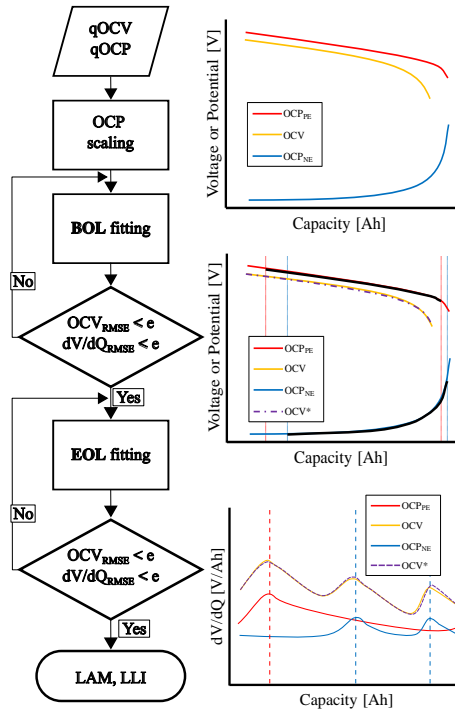 qOCV
qOCP
OCP
scaling
BOL fitting
No
OCV_RMSE < e
dV/dQ_RMSE < e
Yes
EOL fitting
No
OCV_RMSE < e
dV/dQ_RMSE < e
Yes
LAM, LLI
Voltage or Potential [V]
OCP_PE
OCV
OCP_NE
Capacity [Ah]
Voltage or Potential [V]
OCP_PE
OCV
OCP_NE
OCV*
Capacity [Ah]
dV/dQ [V/Ah]
OCP_PE
OCV
OCP_NE
OCV*
Capacity [Ah]